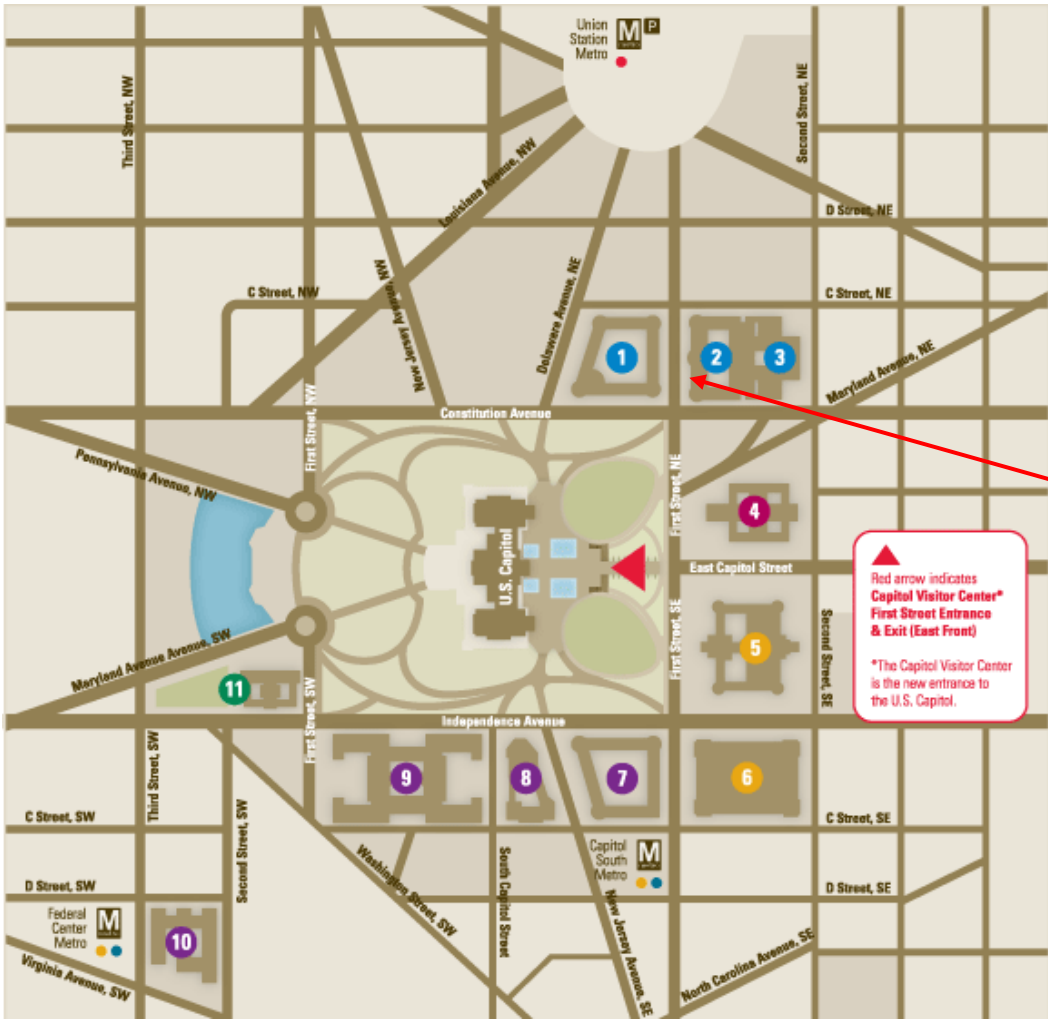 Union
Station
Metro
M
P
Third Street, NW
Second Street, NE
Louisiana Avenue, NW
D Street, NE
New Jersey Avenue, NW
Delaware Avenue, NE
C Street, NW
C Street, NE
1
2
3
Maryland Avenue, NE
First Street, NW
Constitution Avenue
Pennsylvania Avenue, NW
First Street, NE
4
U.S. Capitol
East Capitol Street
Red arrow indicates
Capitol Visitor Center*
First Street Entrance
& Exit (East Front)
*The Capitol Visitor Center
is the new entrance to
the U.S. Capitol.
Maryland Avenue Avenue, SW
First Street, SE
5
Second Street, SE
11
First Street, SW
Independence Avenue
Third Street, SW
9
8
7
6
C Street, SW
C Street, SE
Second Street, SW
Washington Street, SW
South Capitol Street
Capitol
South
Metro
M
New Jersey Avenue, SE
D Street, SW
D Street, SE
Federal
Center
Metro
M
10
Virginia Avenue, SW
North Carolina Avenue, SE